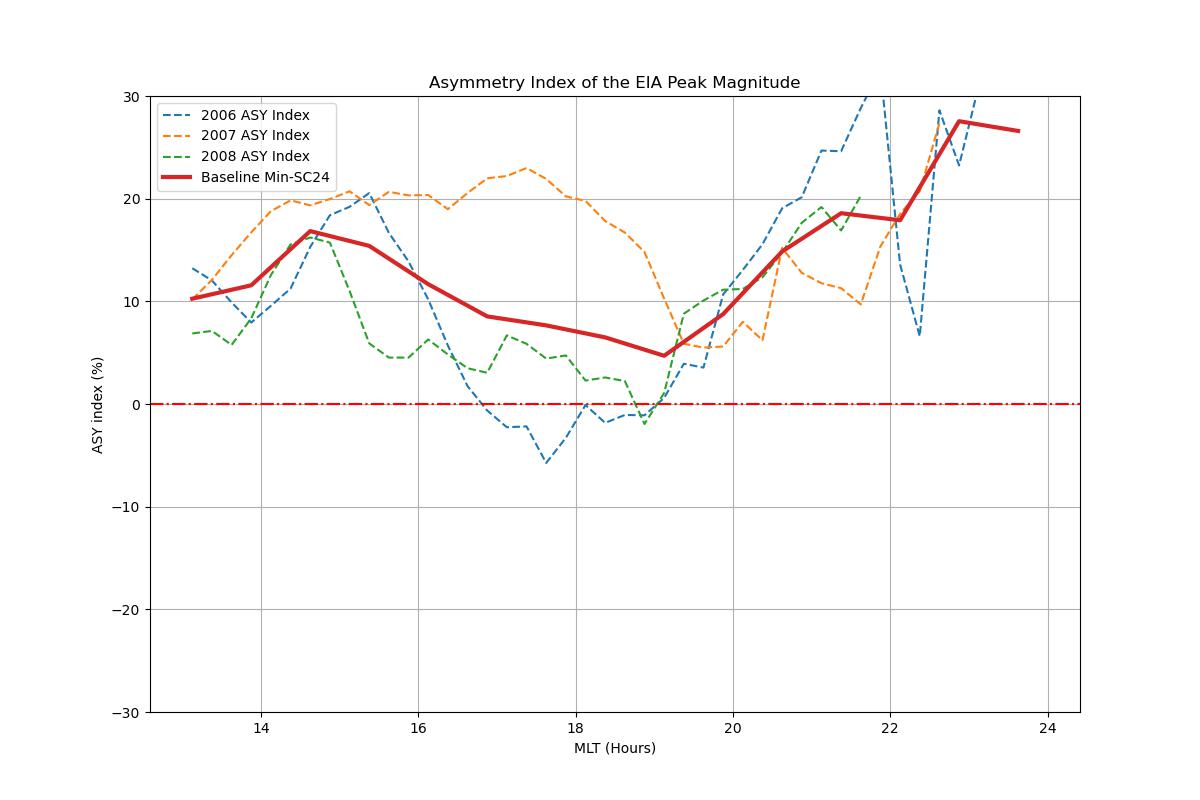 Asymmetry Index of the EIA Peak Magnitude
2006 ASY Index
2007 ASY Index
2008 ASY Index
Baseline Min-SC24
30
20
10
0
−10
−20
−30
ASY index (%)
14 16 18 20 22 24
MLT (Hours)